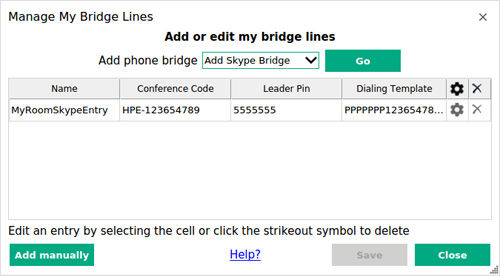 Manage My Bridge Lines
Add or edit my bridge lines
Add phone bridge Add Skype Bridge Go
Name Conference Code Leader Pin Dialing Template
MyRoomSkypeEntry HPE-123654789 5555555 PPPPPPP12365478...
Edit an entry by selecting the cell or click the strikeout symbol to delete
Add manually Help? Save Close